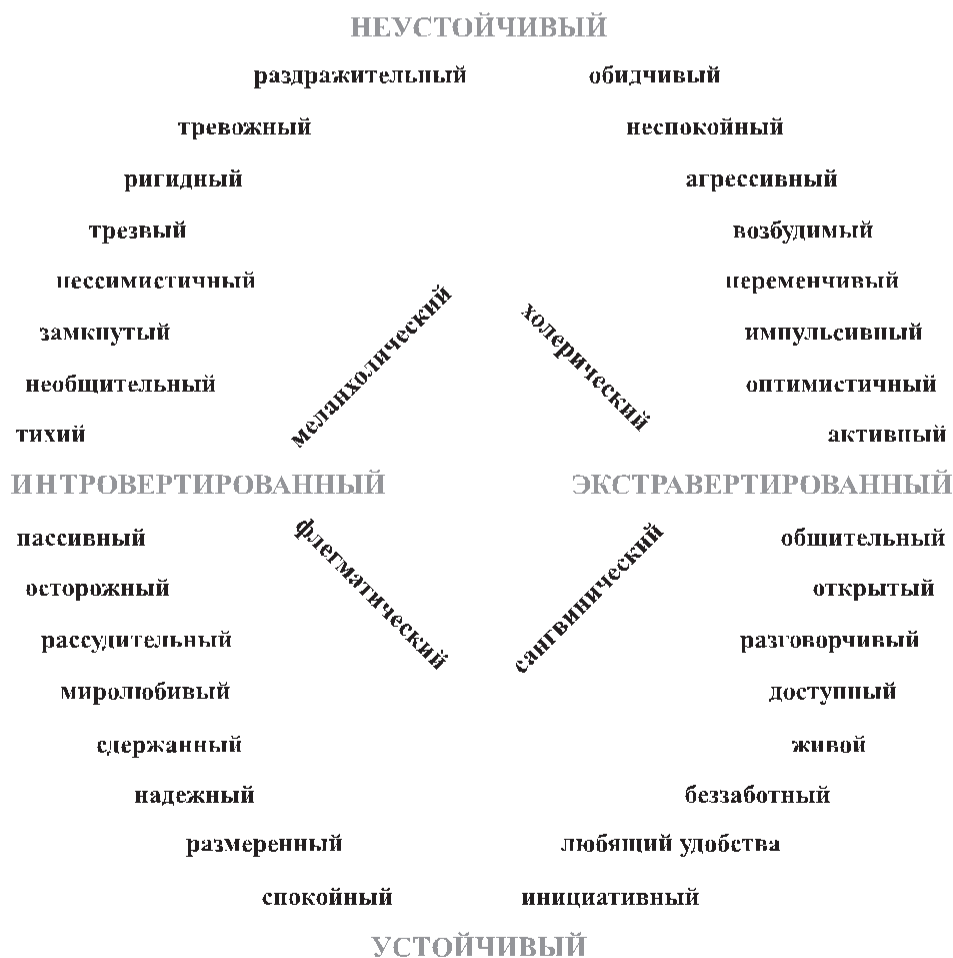 НЕУСТОЙЧИВЫЙ
раздражительный обидчивый
тревожный неспокойный
ригидный агрессивный
трезвый возбудимый
пессимистичный переменчивый
замкнутый импульсивный
необщительный оптимистичный
тихий активный
меланхолический холерический
ИНТРОВЕРТИРОВАННЫЙ ЭКСТРАВЕРТИРОВАННЫЙ
флегматический сангвинический
пассивный общительный
осторожный открытый
рассудительный разговорчивый
миролюбивый доступный
сдержанный живой
надежный беззаботный
размеренный любящий удобства
спокойный инициативный
УСТОЙЧИВЫЙ